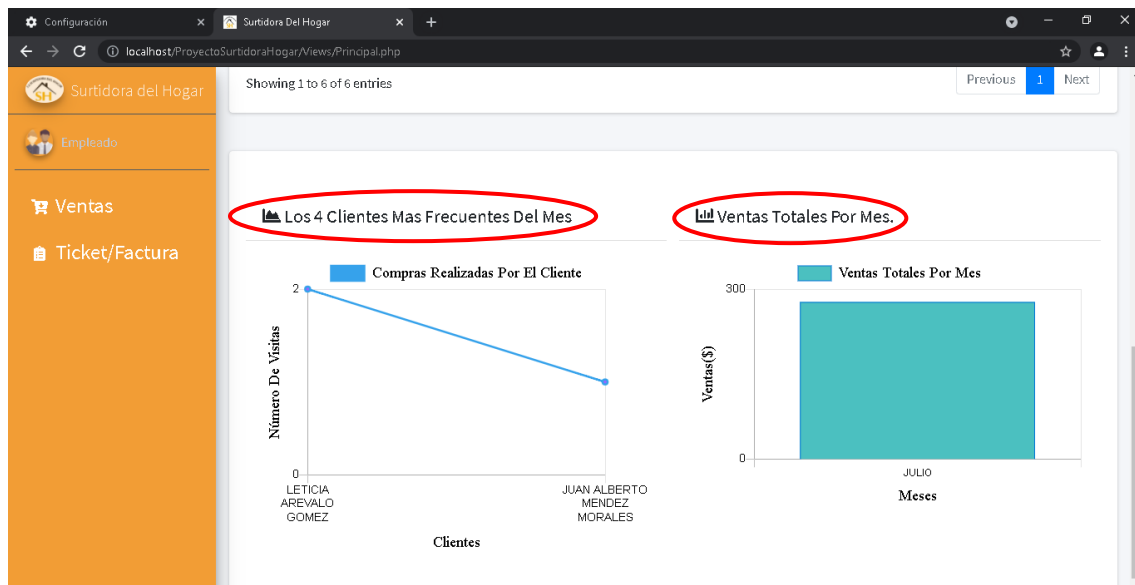 Configuración
Surtidora Del Hogar
localhost/ProyectoSurtidoraHogar/Views/Principal.php
SH
Surtidora del Hogar
Empleado
Ventas
Ticket/Factura
Showing 1 to 6 of 6 entries
Previous 1 Next
Los 4 Clientes Mas Frecuentes Del Mes
Compras Realizadas Por El Cliente
2
Número De Visitas
0
LETICIA
AREVALO
GOMEZ
JUAN ALBERTO
MENDEZ
MORALES
Clientes
Ventas Totales Por Mes.
Ventas Totales Por Mes
300
Ventas($)
0
JULIO
Meses